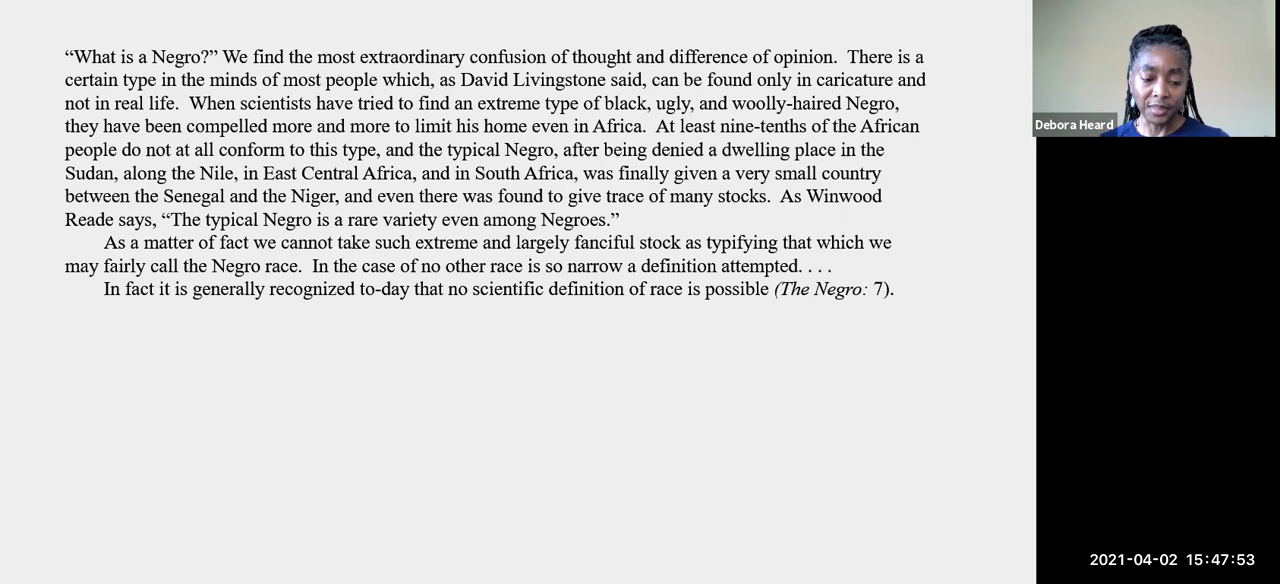 “What is a Negro?” We find the most extraordinary confusion of thought and difference of opinion.  There is a
certain type in the minds of most people which, as David Livingstone said, can be found only in caricature and
not in real life.  When scientists have tried to find an extreme type of black, ugly, and woolly-haired Negro,
they have been compelled more and more to limit his home even in Africa.  At least nine-tenths of the African
people do not at all conform to this type, and the typical Negro, after being denied a dwelling place in the
Sudan, along the Nile, in East Central Africa, and in South Africa, was finally given a very small country
between the Senegal and the Niger, and even there was found to give trace of many stocks.  As Winwood
Reade says, “The typical Negro is a rare variety even among Negroes.”
As a matter of fact we cannot take such extreme and largely fanciful stock as typifying that which we
may fairly call the Negro race.  In the case of no other race is so narrow a definition attempted. . . .
In fact it is generally recognized to-day that no scientific definition of race is possible (The Negro: 7).
Debora Heard
2021-04-02 15:47:53